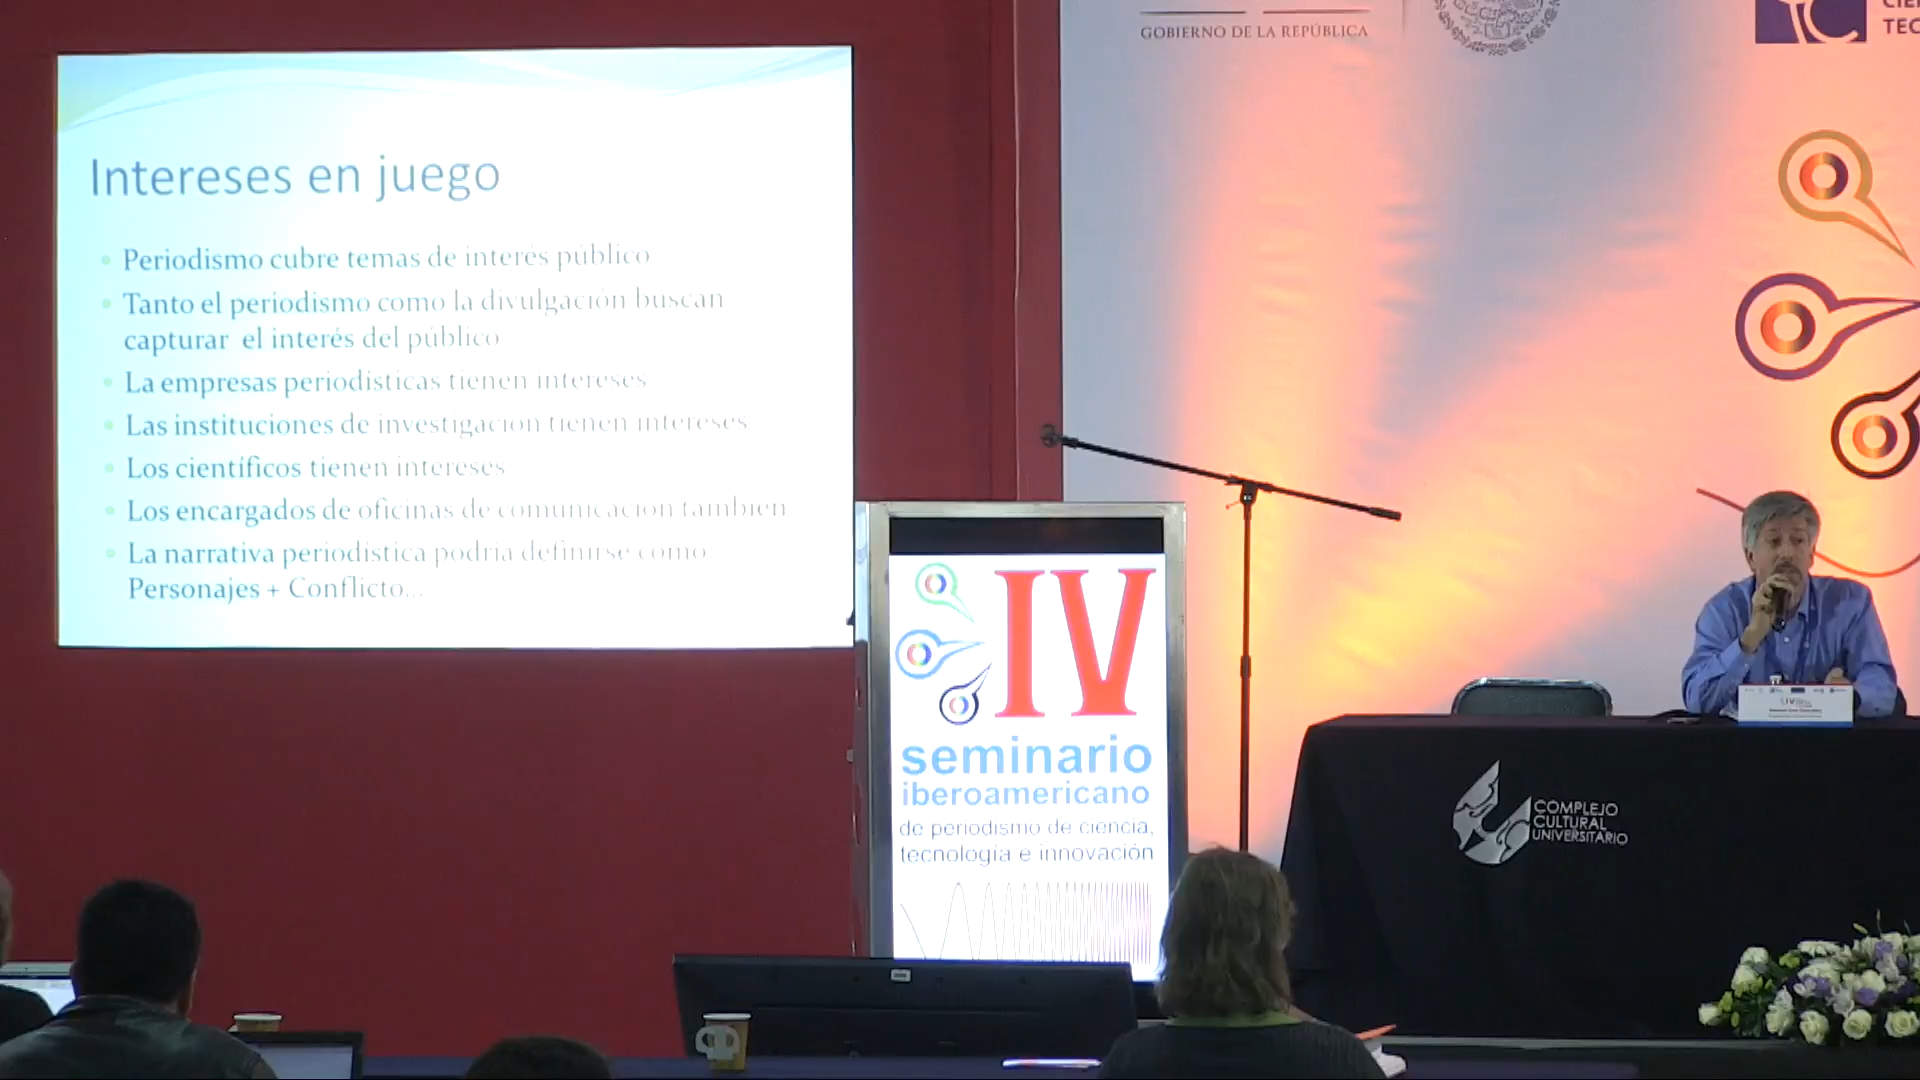 Intereses en juego
Periodismo cubre temas de interés público
Tanto el periodismo como la divulgación buscan
capturar el interés del público
La empresas periodísticas tienen intereses
Las instituciones de investigación tienen intereses
Los científicos tienen intereses
Los encargados de oficinas de comunicación también
La narrativa periodística podría definirse como
Personajes + Conflicto...
GOBIERNO DE LA REPÚBLICA
IV
seminario
iberoamericano
de periodismo de ciencia,
tecnología e innovación
COMPLEJO
CULTURAL
UNIVERSITARIO